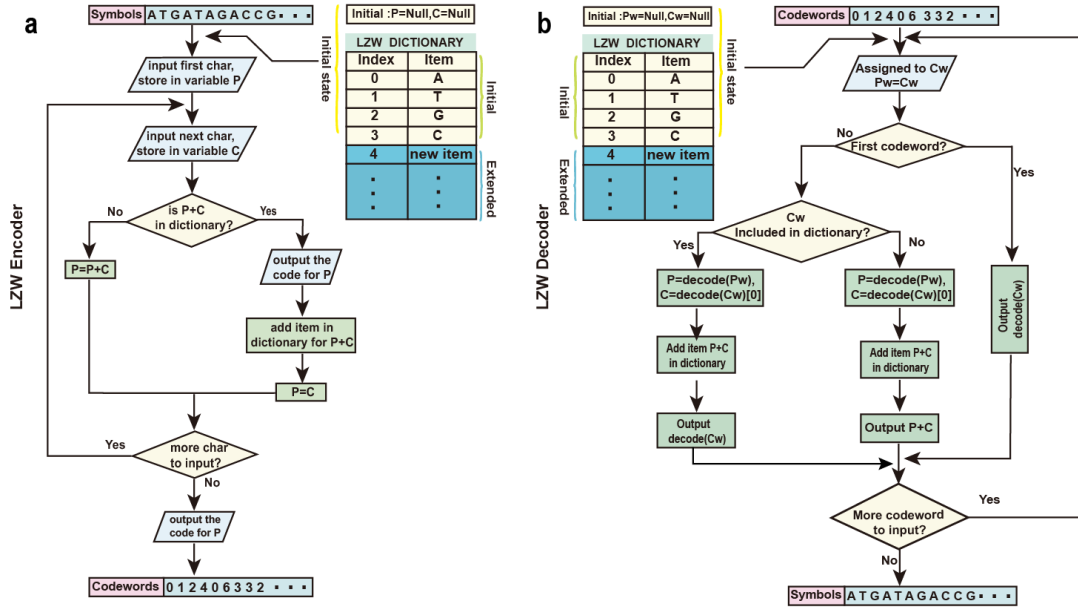 a
Symbols A T G A T A G A C C G · · ·
Initial :P=Null,C=Null
LZW DICTIONARY
Index Item
0 A
1 T
2 G
3 C
4 new item
Initial state
Initial
Extended
LZW Encoder
input first char,
store in variable P
input next char,
store in variable C
is P+C
in dictionary?
No
Yes
P=P+C
output the
code for P
add item in
dictionary for P+C
P=C
more char
to input?
Yes
No
output the
code for P
Codewords 0 1 2 4 0 6 3 3 2 · · ·
b
Codewords 0 1 2 4 0 6 3 3 2 · · ·
Initial :Pw=Null,Cw=Null
LZW DICTIONARY
Index Item
0 A
1 T
2 G
3 C
4 new item
Initial state
Initial
Extended
LZW Decoder
Assigned to Cw
Pw=Cw
First codeword?
No
Yes
Cw
Included in dictionary?
Yes
No
P=decode(Pw),
C=decode(Cw)[0]
Add item P+C
in dictionary
Output
decode(Cw)
P=decode(Pw),
C=decode(Cw)[0]
Add item P+C
in dictionary
Output P+C
Output
decode(Cw)
More codeword
to input?
Yes
No
Symbols A T G A T A G A C C G · · ·